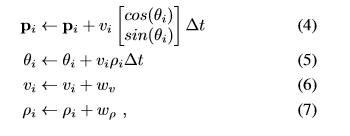 p_i ← p_i + v_i [cos(θ_i) sin(θ_i)] Δt (4)
θ_i ← θ_i + v_i ρ_i Δt (5)
v_i ← v_i + w_v (6)
ρ_i ← ρ_i + w_ρ , (7)